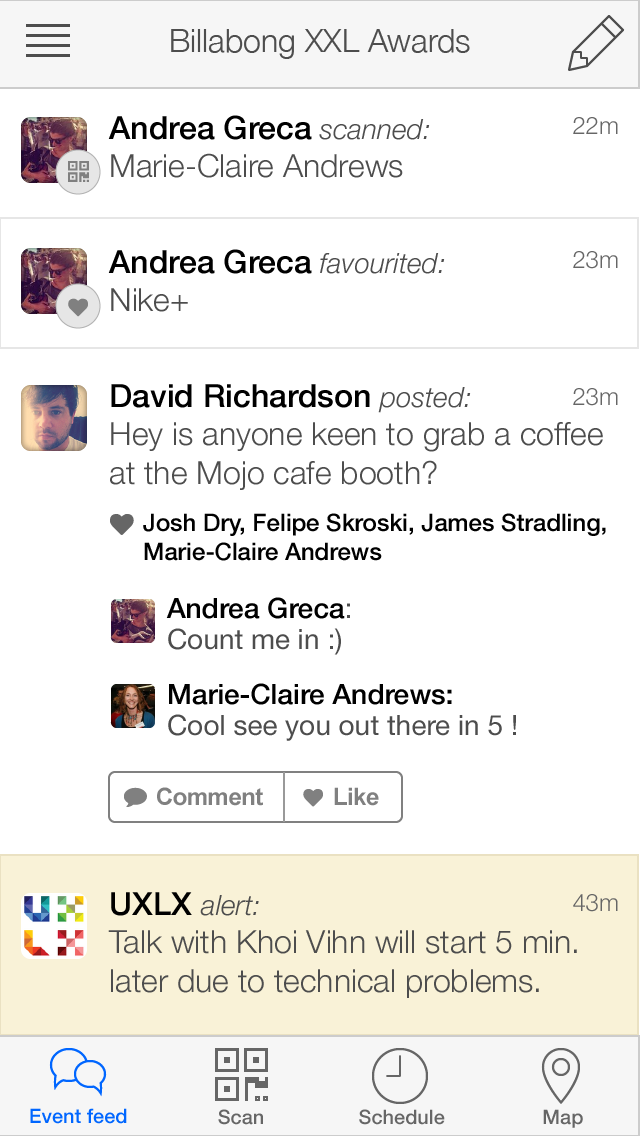 Billabong XXL Awards
Andrea Greca scanned: 22m
Marie-Claire Andrews
Andrea Greca favourited: 23m
Nike+
David Richardson posted: 23m
Hey is anyone keen to grab a coffee
at the Mojo cafe booth?
Josh Dry, Felipe Skroski, James Stradling,
Marie-Claire Andrews
Andrea Greca:
Count me in :)
Marie-Claire Andrews:
Cool see you out there in 5 !
Comment Like
UX
LX
UXLX alert: 43m
Talk with Khoi Vihn will start 5 min.
later due to technical problems.
Event feed Scan Schedule Map